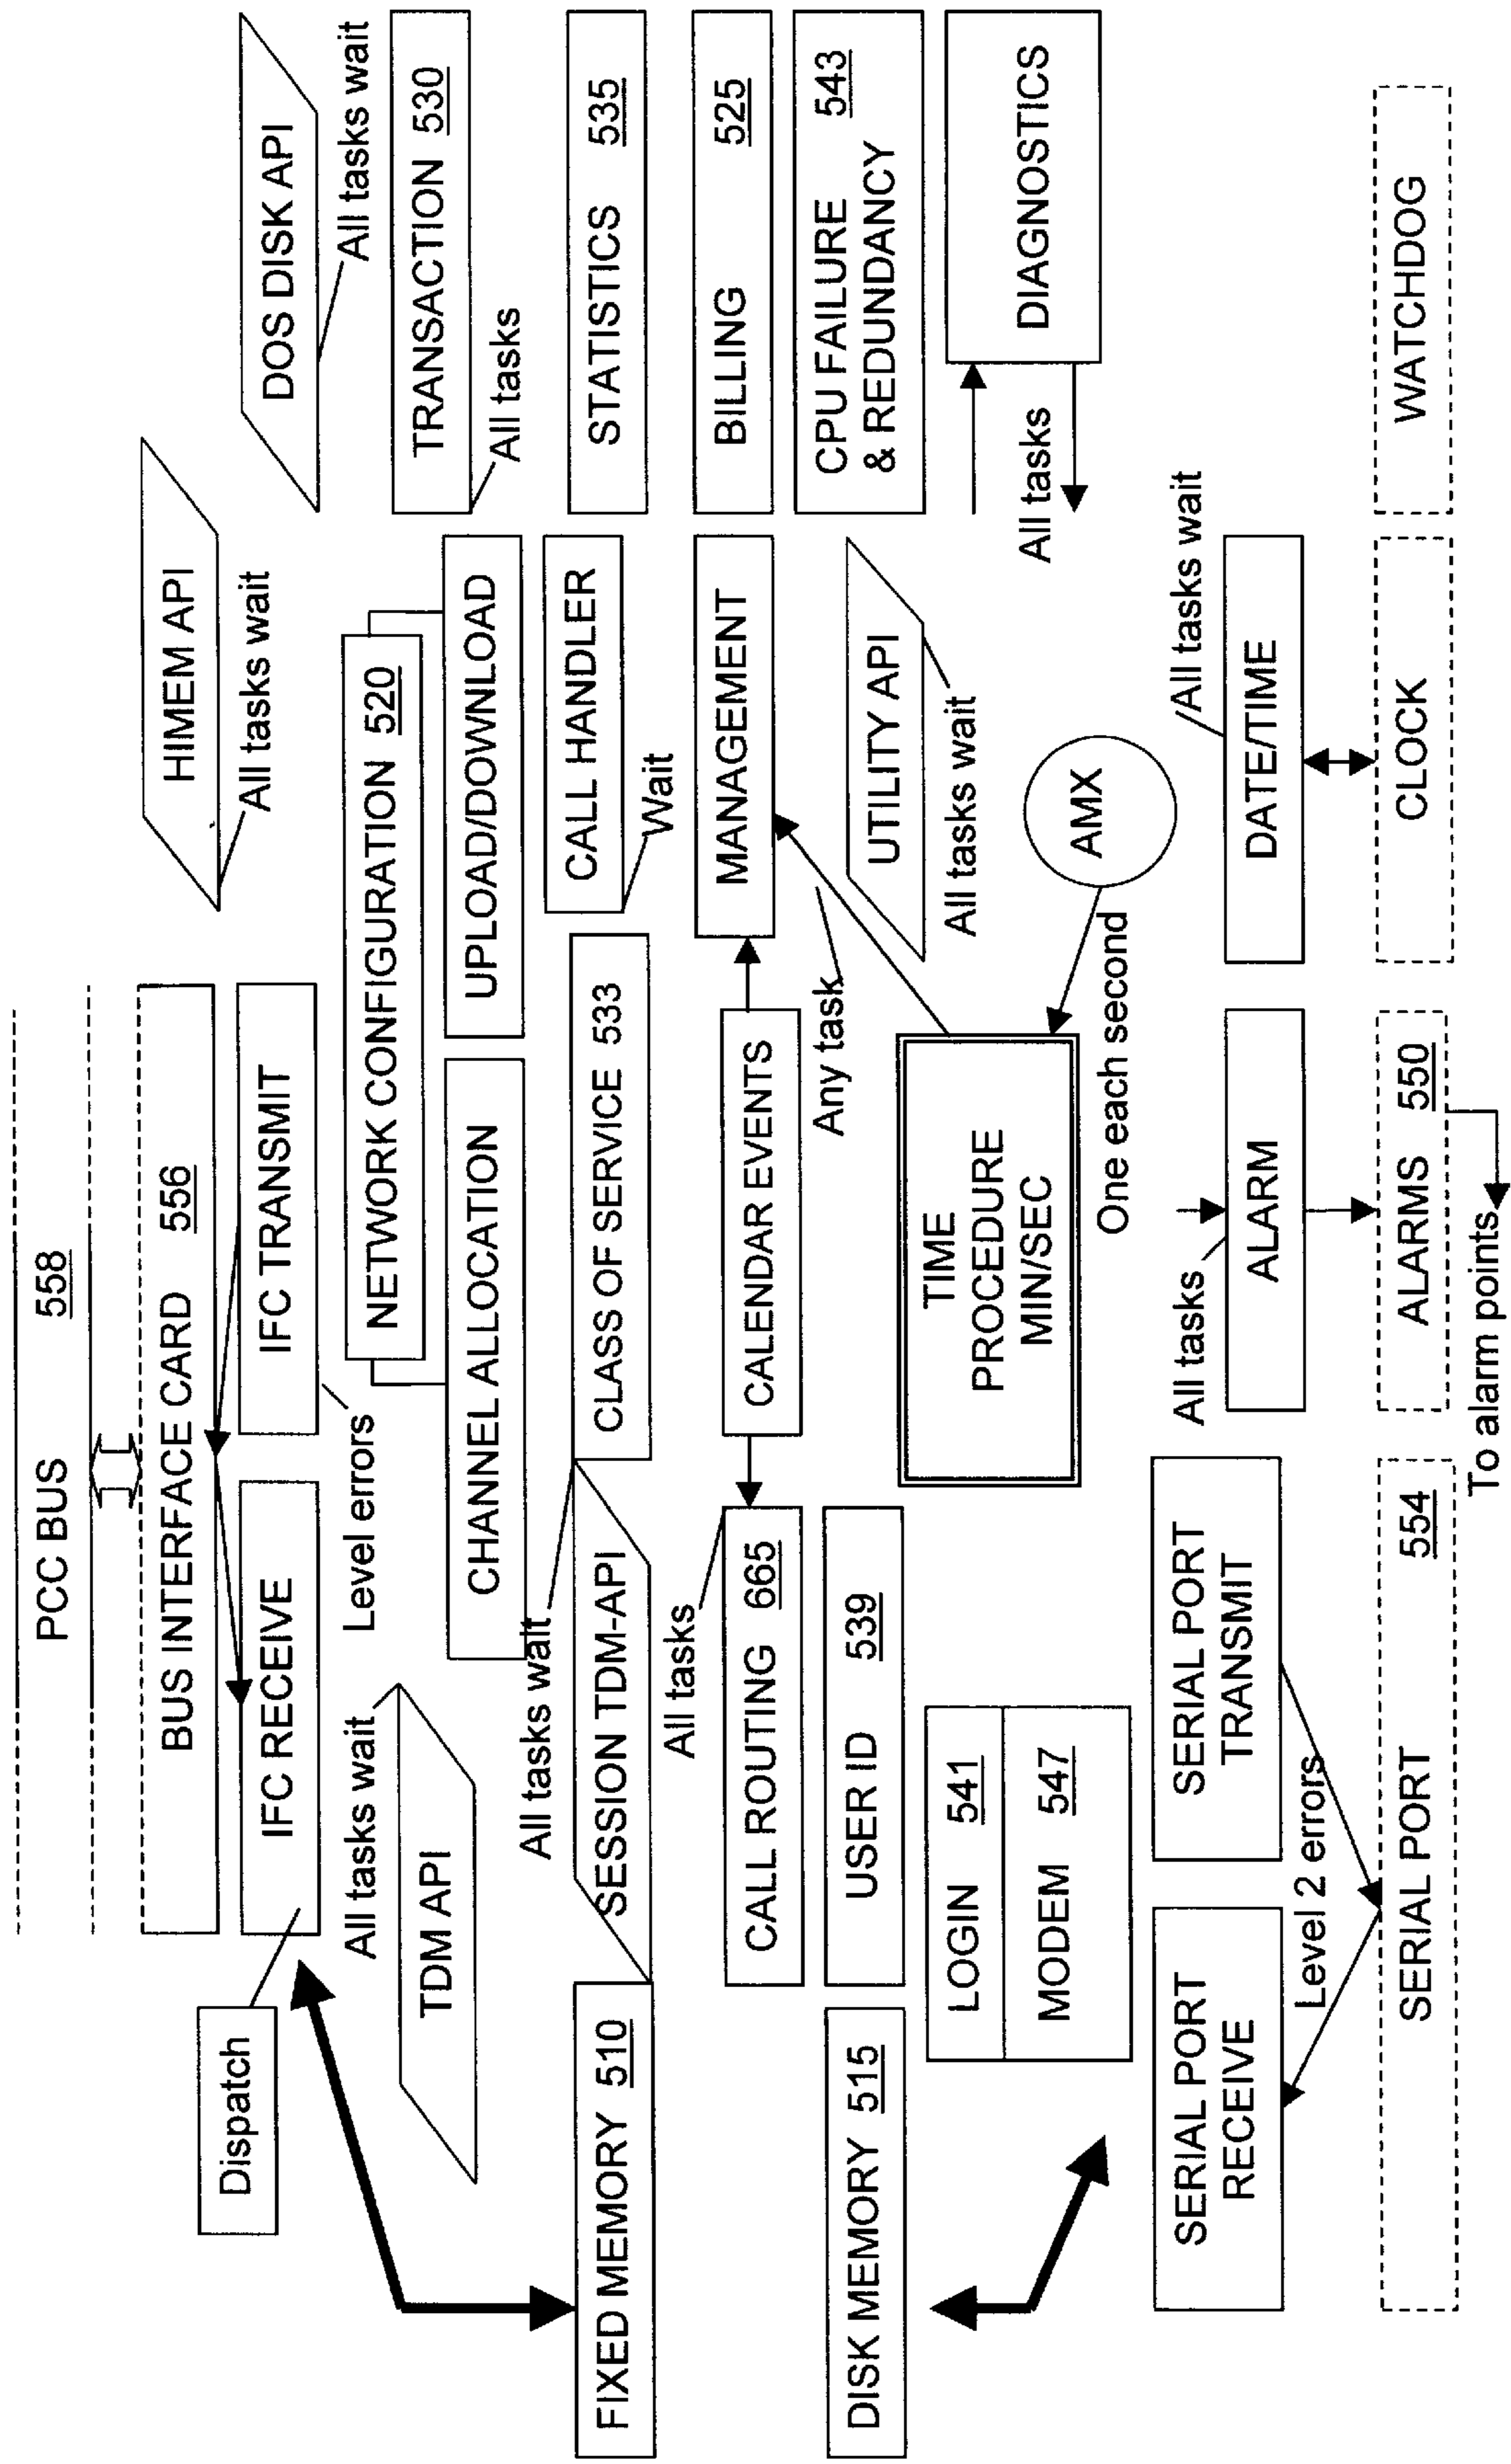 PCC BUS 558
BUS INTERFACE CARD 556
HIMEM API
All tasks wait
DOS DISK API
All tasks wait
Dispatch
IFC RECEIVE
IFC TRANSMIT
Level errors
All tasks wait
TDM API
NETWORK CONFIGURATION 520
CHANNEL ALLOCATION
UPLOAD/DOWNLOAD
TRANSACTION 530
All tasks
All tasks wait
FIXED MEMORY 510
SESSION TDM-API
CLASS OF SERVICE 533
CALL HANDLER
Wait
STATISTICS 535
All tasks
CALL ROUTING 665
CALENDAR EVENTS
MANAGEMENT
BILLING 525
Any task
DISK MEMORY 515
USER ID 539
UTILITY API
All tasks wait
CPU FAILURE 543
& REDUNDANCY
LOGIN 541
MODEM 547
TIME
PROCEDURE
MIN/SEC
AMX
One each second
DIAGNOSTICS
All tasks
SERIAL PORT
RECEIVE
SERIAL PORT
TRANSMIT
Level 2 errors
All tasks
ALARM
All tasks wait
DATE/TIME
SERIAL PORT 554
ALARMS 550
CLOCK
WATCHDOG
To alarm points